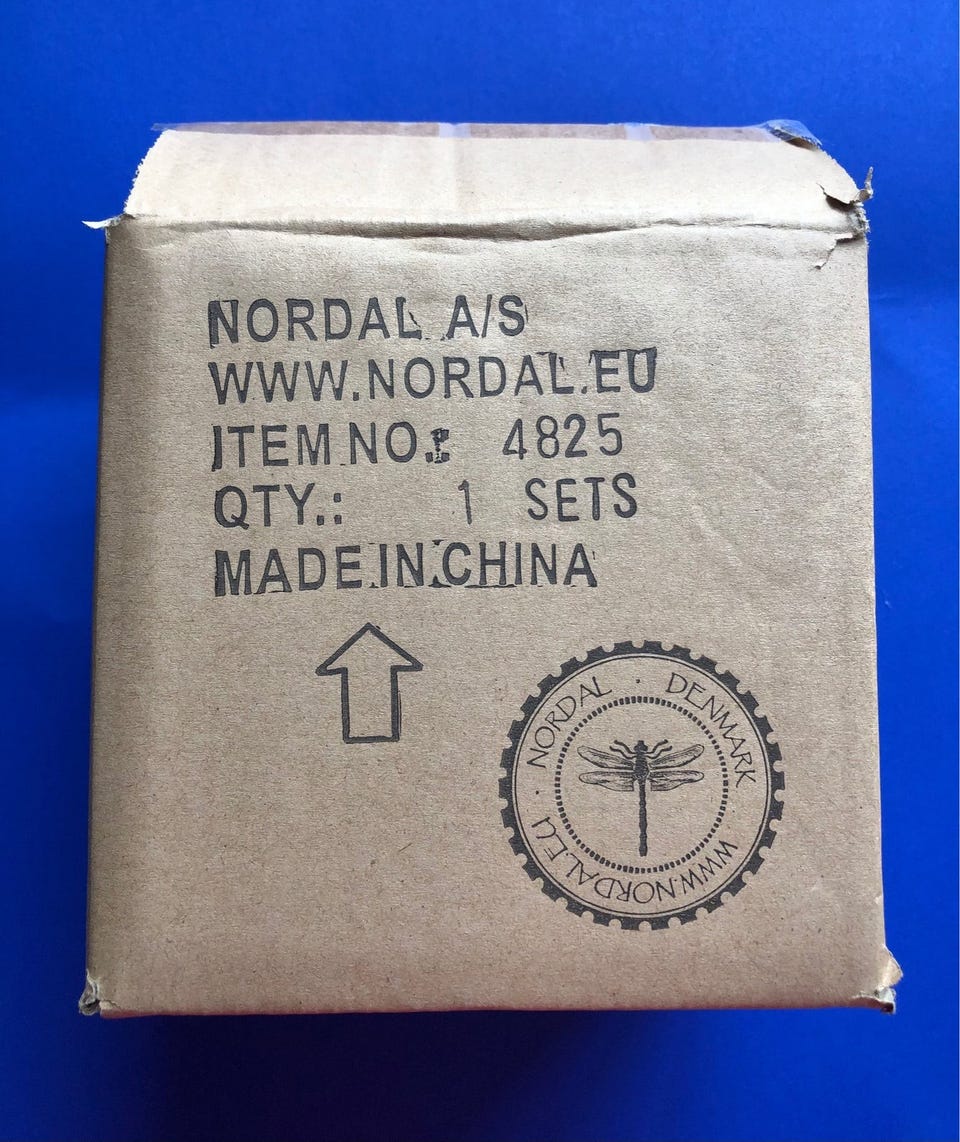 NORDAL A/S
WWW.NORDAL.EU
ITEM NO.: 4825
QTY.: 1 SETS
MADE IN CHINA
NORDAL · DENMARK
WWW.NORDAL.EU ·